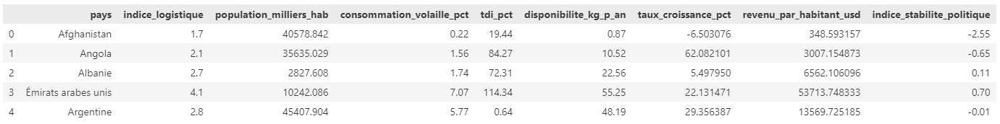 pays indice_logistique population_milliers_hab consommation_volaille_pct tdi_pct disponibilite_kg_p_an taux_croissance_pct revenu_par_habitant_usd indice_stabilite_politique
0 Afghanistan 1.7 40578.842 0.22 19.44 0.87 -6.503076 348.593157 -2.55
1 Angola 2.1 35635.029 1.56 84.27 10.52 62.082101 3007.154873 -0.65
2 Albanie 2.7 2827.608 1.74 72.31 22.56 5.497950 6562.106096 0.11
3 Émirats arabes unis 4.1 10242.086 7.07 114.34 55.25 22.131471 53713.748333 0.70
4 Argentine 2.8 45407.904 5.77 0.64 48.19 29.356387 13569.725185 -0.01